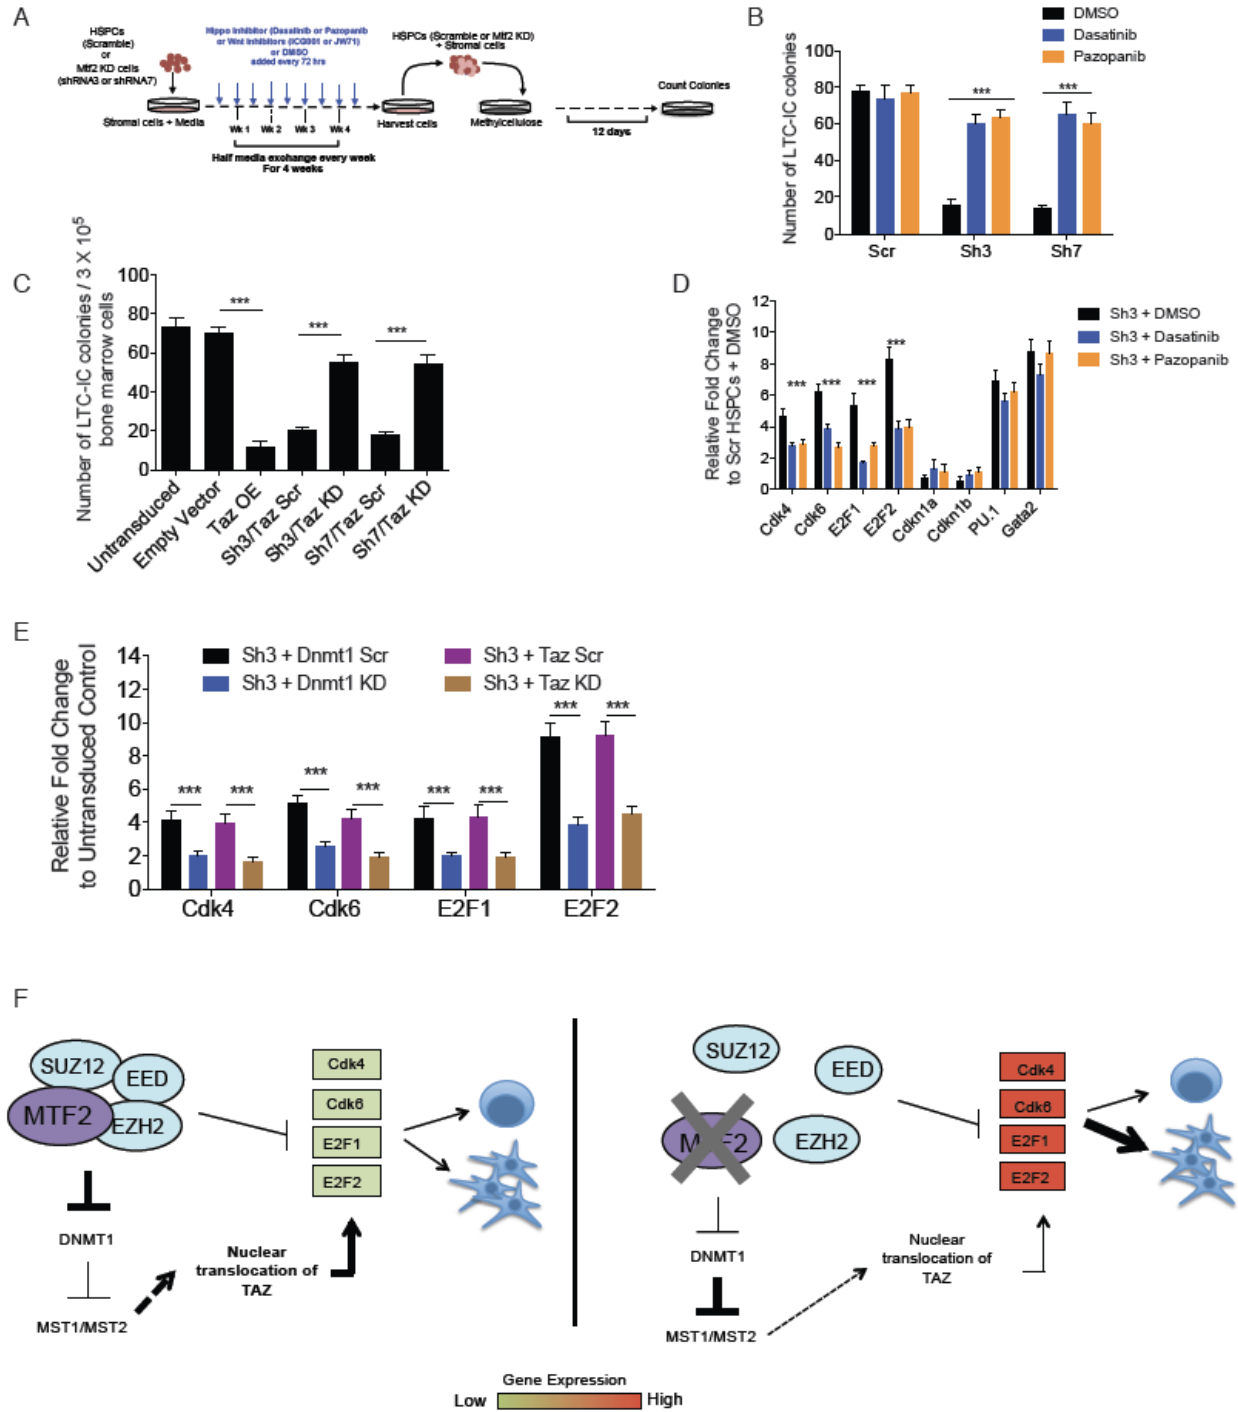 A
HSPCs
(Scramble)
or
Mtf2 KD cells
(shRNA3 or shRNA7)
Hippo Inhibitor (Dasatinib or Pazopanib
or Wnt Inhibitors (ICG001 or JW71)
or DMSO
added every 72 hrs
HSPCs (Scramble or Mtf2 KD)
+ Stromal cells
Count Colonies
Stromal cells + Media
Wk 1
Wk 2
Wk 3
Wk 4
Harvest cells
Methylcellulose
12 days
Half media exchange every week
For 4 weeks
B
DMSO
Dasatinib
Pazopanib
Number of LTC-IC colonies
100
80
60
40
20
0
***
***
Scr
Sh3
Sh7
C
Number of LTC-IC colonies / 3 X 10⁵
bone marrow cells
100
80
60
40
20
0
***
***
***
Untransduced
Empty Vector
Taz OE
Sh3/Taz Scr
Sh3/Taz KD
Sh7/Taz Scr
Sh7/Taz KD
D
Relative Fold Change
to Scr HSPCs + DMSO
12
10
8
6
4
2
0
Sh3 + DMSO
Sh3 + Dasatinib
Sh3 + Pazopanib
***
***
***
***
Cdk4
Cdk6
E2F1
E2F2
Cdkn1a
Cdkn1b
PU.1
Gata2
E
Relative Fold Change
to Untransduced Control
14
12
10
8
6
4
2
0
Sh3 + Dnmt1 Scr
Sh3 + Dnmt1 KD
Sh3 + Taz Scr
Sh3 + Taz KD
***
***
***
***
***
***
***
***
Cdk4
Cdk6
E2F1
E2F2
F
SUZ12
EED
MTF2
EZH2
Cdk4
Cdk6
E2F1
E2F2
DNMT1
MST1/MST2
Nuclear
translocation of
TAZ
SUZ12
EED
MTF2
EZH2
Cdk4
Cdk6
E2F1
E2F2
DNMT1
MST1/MST2
Nuclear
translocation of
TAZ
Gene Expression
Low
High